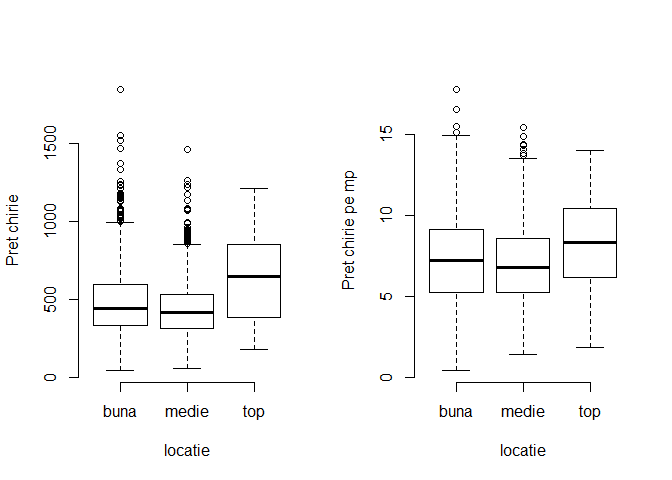 Pret chirie
1500
1000
500
0
buna medie top
locatie
Pret chirie pe mp
15
10
5
0
buna medie top
locatie